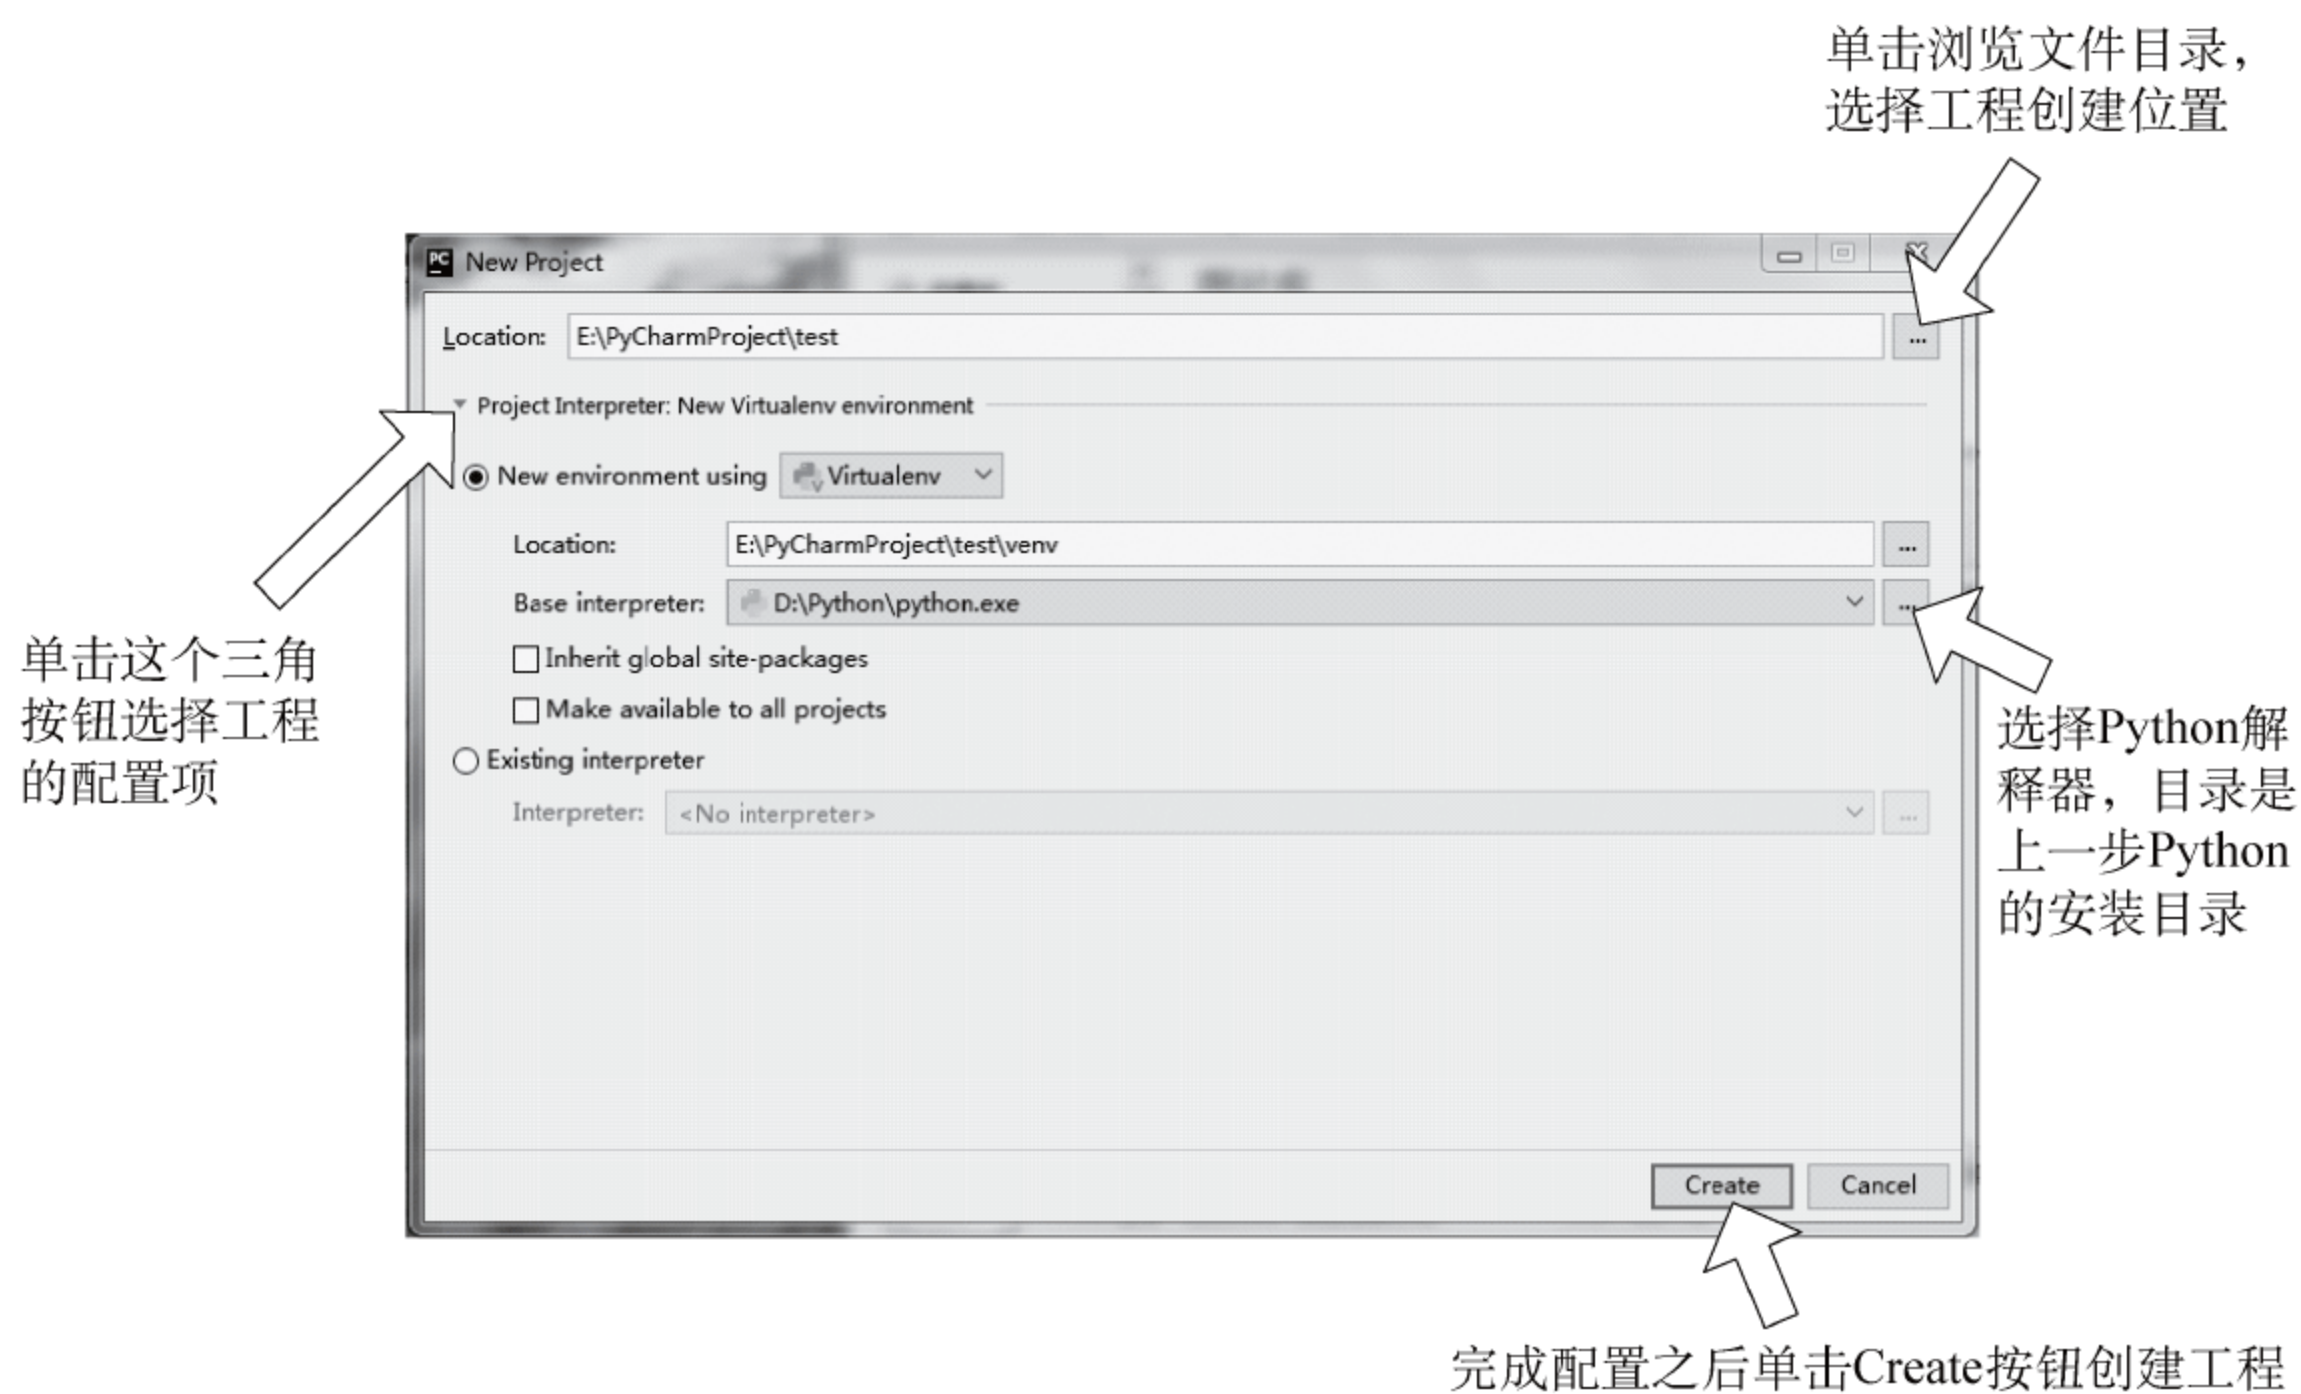 单击浏览文件目录，
选择工程创建位置
PC New Project
Location: E:\PyCharmProject\test ...
Project Interpreter: New Virtualenv environment
New environment using Virtualenv
Location: E:\PyCharmProject\test\venv ...
Base interpreter: D:\Python\python.exe ...
Inherit global site-packages
Make available to all projects
Existing interpreter
Interpreter: <No interpreter> ...
单击这个三角
按钮选择工程
的配置项
选择Python解
释器，目录是
上一步Python
的安装目录
Create Cancel
完成配置之后单击Create按钮创建工程